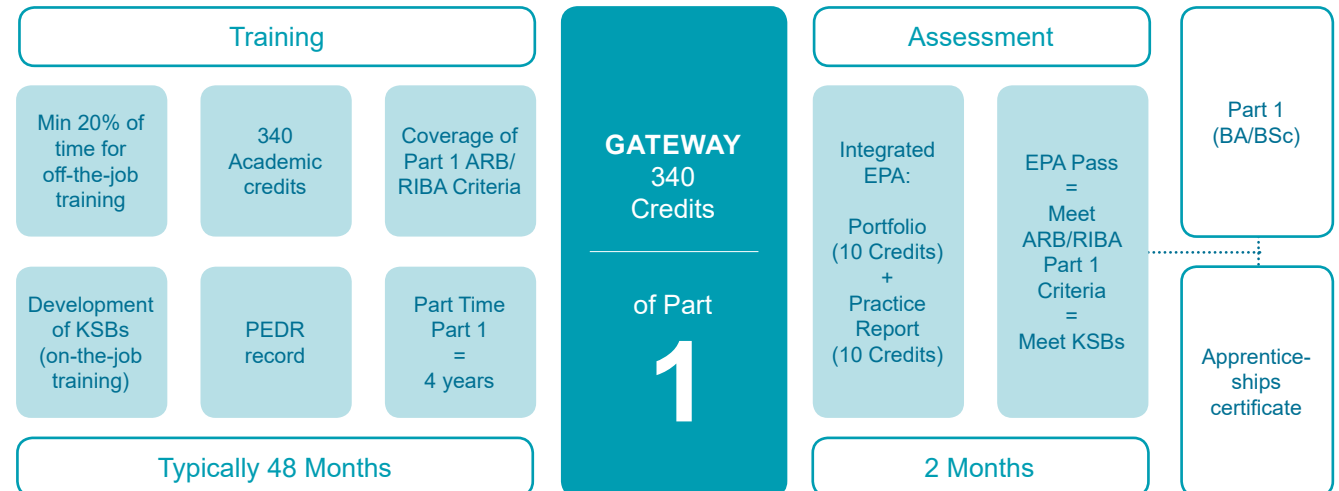 Training
Min 20% of
time for
off-the-job
training
340
Academic
credits
Coverage of
Part 1 ARB/
RIBA Criteria
Development
of KSBs
(on-the-job
training)
PEDR
record
Part Time
Part 1
=
4 years
Typically 48 Months
GATEWAY
340
Credits
of Part
1
Assessment
Integrated
EPA:
Portfolio
(10 Credits)
+
Practice
Report
(10 Credits)
EPA Pass
=
Meet
ARB/RIBA
Part 1
Criteria
=
Meet KSBs
2 Months
Part 1
(BA/BSc)
Apprentice-
ships
certificate